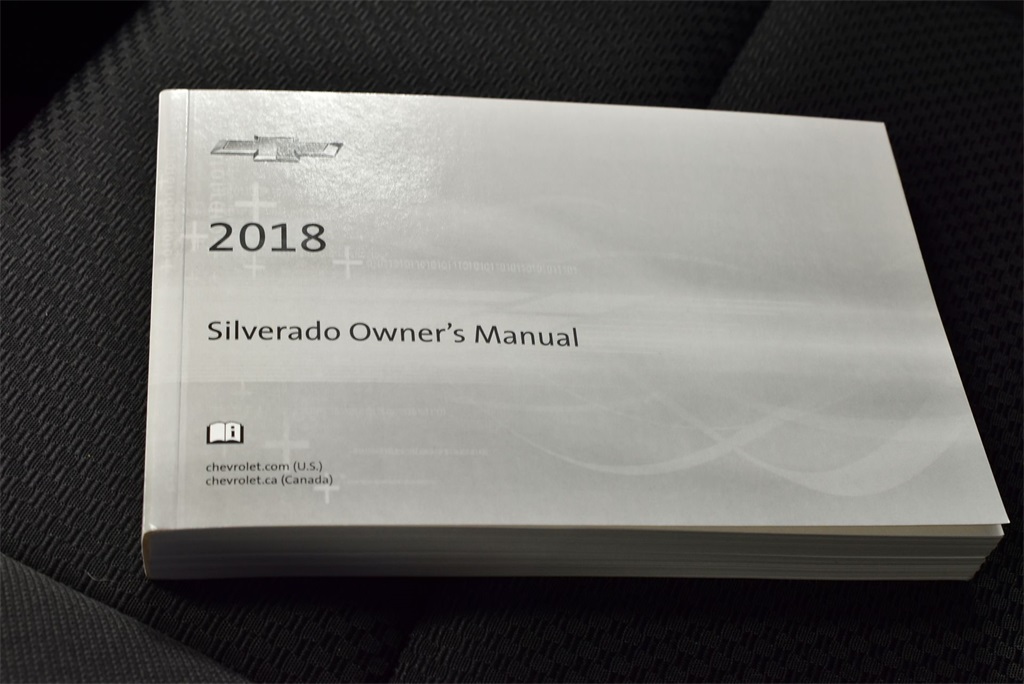 2018
Silverado Owner's Manual
i
chevrolet.com (U.S.)
chevrolet.ca (Canada)